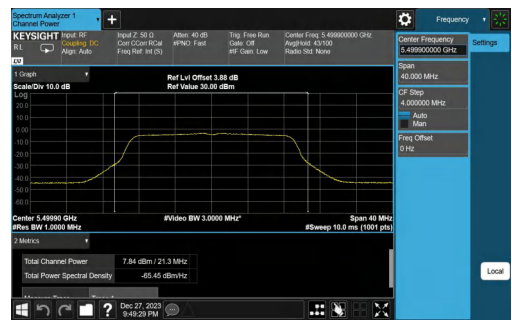 Spectrum Analyzer 1
Channel Power
Frequency
KEYSIGHT
RL
Input: RF
Coupling: DC
Align: Auto
Input Z: 50 Ω
Corr CCorr RCal
Freq Ref: Int (S)
Atten: 40 dB
#PNO: Fast
Trig: Free Run
Gate: Off
#IF Gain: Low
Center Freq: 5.499900000 GHz
Avg|Hold: 43/100
Radio Std: None
Center Frequency
5.499900000 GHz
Settings
Span
40.000 MHz
CF Step
4.000000 MHz
Auto
Man
Freq Offset
0 Hz
1 Graph
Scale/Div 10.0 dB
Ref Lvl Offset 3.88 dB
Ref Value 30.00 dBm
Log
20.0
10.0
0.00
-10.0
-20.0
-30.0
-40.0
-50.0
-60.0
Center 5.49990 GHz
#Res BW 1.0000 MHz
#Video BW 3.0000 MHz*
Span 40 MHz
#Sweep 10.0 ms (1001 pts)
2 Metrics
Total Channel Power
7.84 dBm / 21.3 MHz
Total Power Spectral Density
-65.45 dBm/Hz
Local
?
Dec 27, 2023
9:49:29 PM